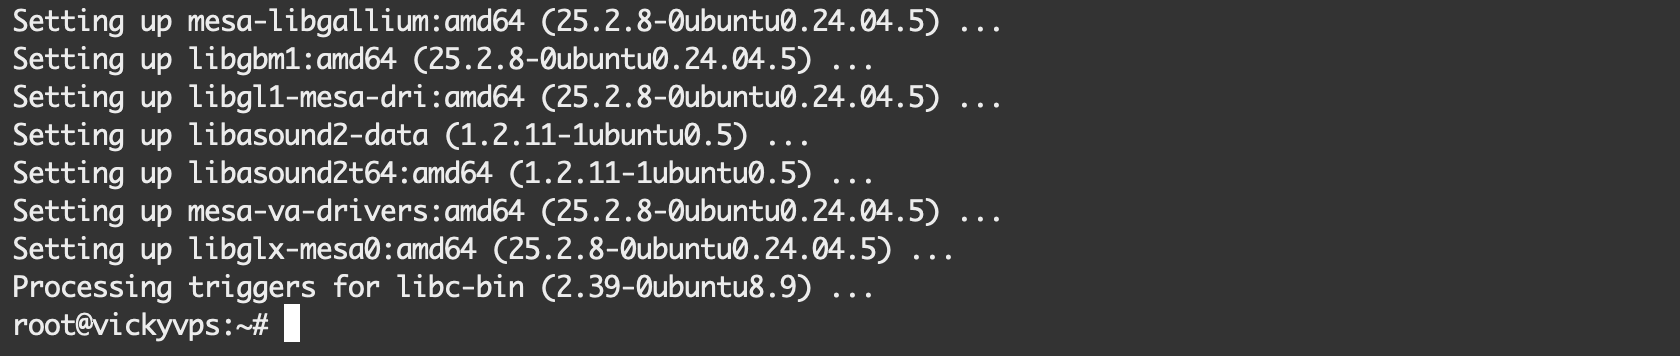 Setting up mesa-libgallium:amd64 (25.2.8-0ubuntu0.24.04.5) ...
Setting up libgbm1:amd64 (25.2.8-0ubuntu0.24.04.5) ...
Setting up libgl1-mesa-dri:amd64 (25.2.8-0ubuntu0.24.04.5) ...
Setting up libasound2-data (1.2.11-1ubuntu0.5) ...
Setting up libasound2t64:amd64 (1.2.11-1ubuntu0.5) ...
Setting up mesa-va-drivers:amd64 (25.2.8-0ubuntu0.24.04.5) ...
Setting up libglx-mesa0:amd64 (25.2.8-0ubuntu0.24.04.5) ...
Processing triggers for libc-bin (2.39-0ubuntu8.9) ...
root@vickyvps:~#